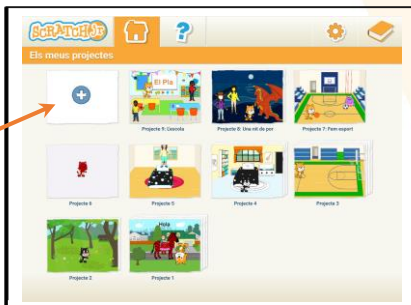 SCRATCHJr
?
Els meus projectes
El Pla
Projecte 9: L'escola
Projecte 8: Una nit de por
Projecte 7: Fem esport
Projecte 6
Projecte 5
Projecte 4
Projecte 3
Hola
Projecte 2
Projecte 1